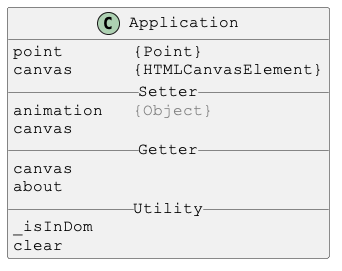 C Application
point {Point}
canvas {HTMLCanvasElement}
Setter
animation {Object}
canvas
Getter
canvas
about
Utility
_isInDom
clear